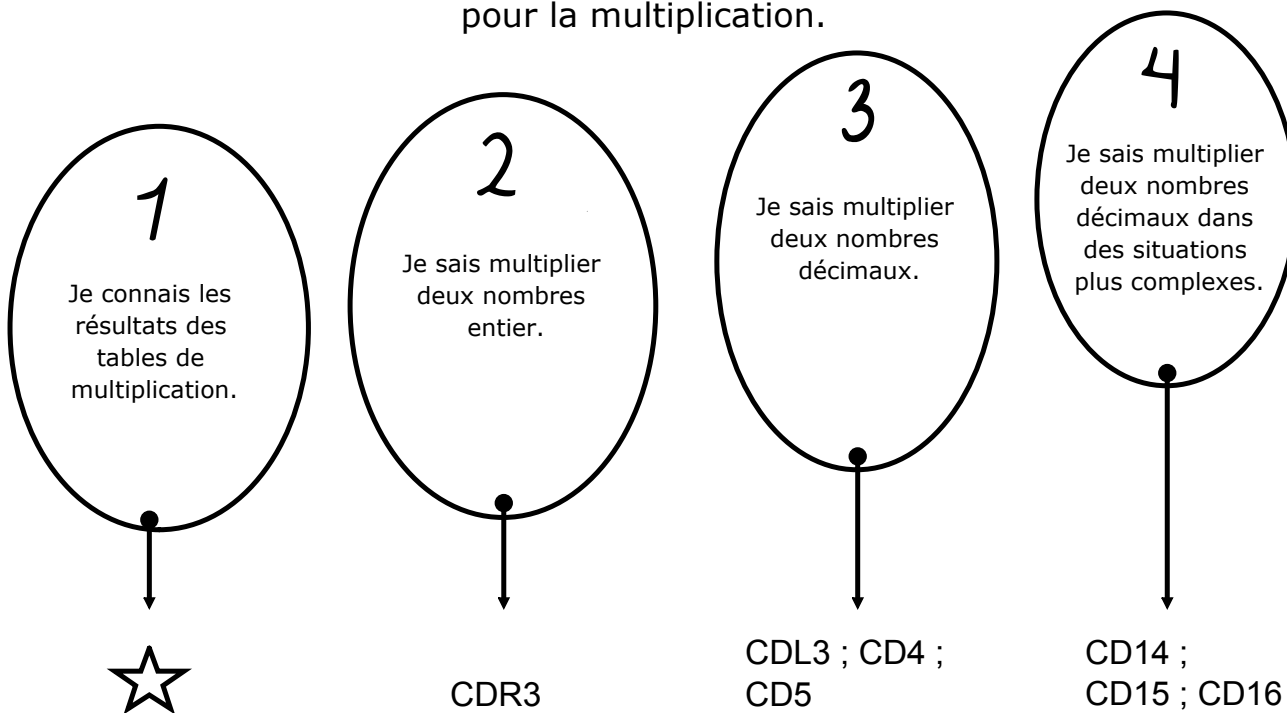 pour la multiplication.
1
Je connais les
résultats des
tables de
multiplication.
2
Je sais multiplier
deux nombres
entier.
3
Je sais multiplier
deux nombres
décimaux.
4
Je sais multiplier
deux nombres
décimaux dans
des situations
plus complexes.
CDR3
CDL3 ; CD4 ;
CD5
CD14 ;
CD15 ; CD16